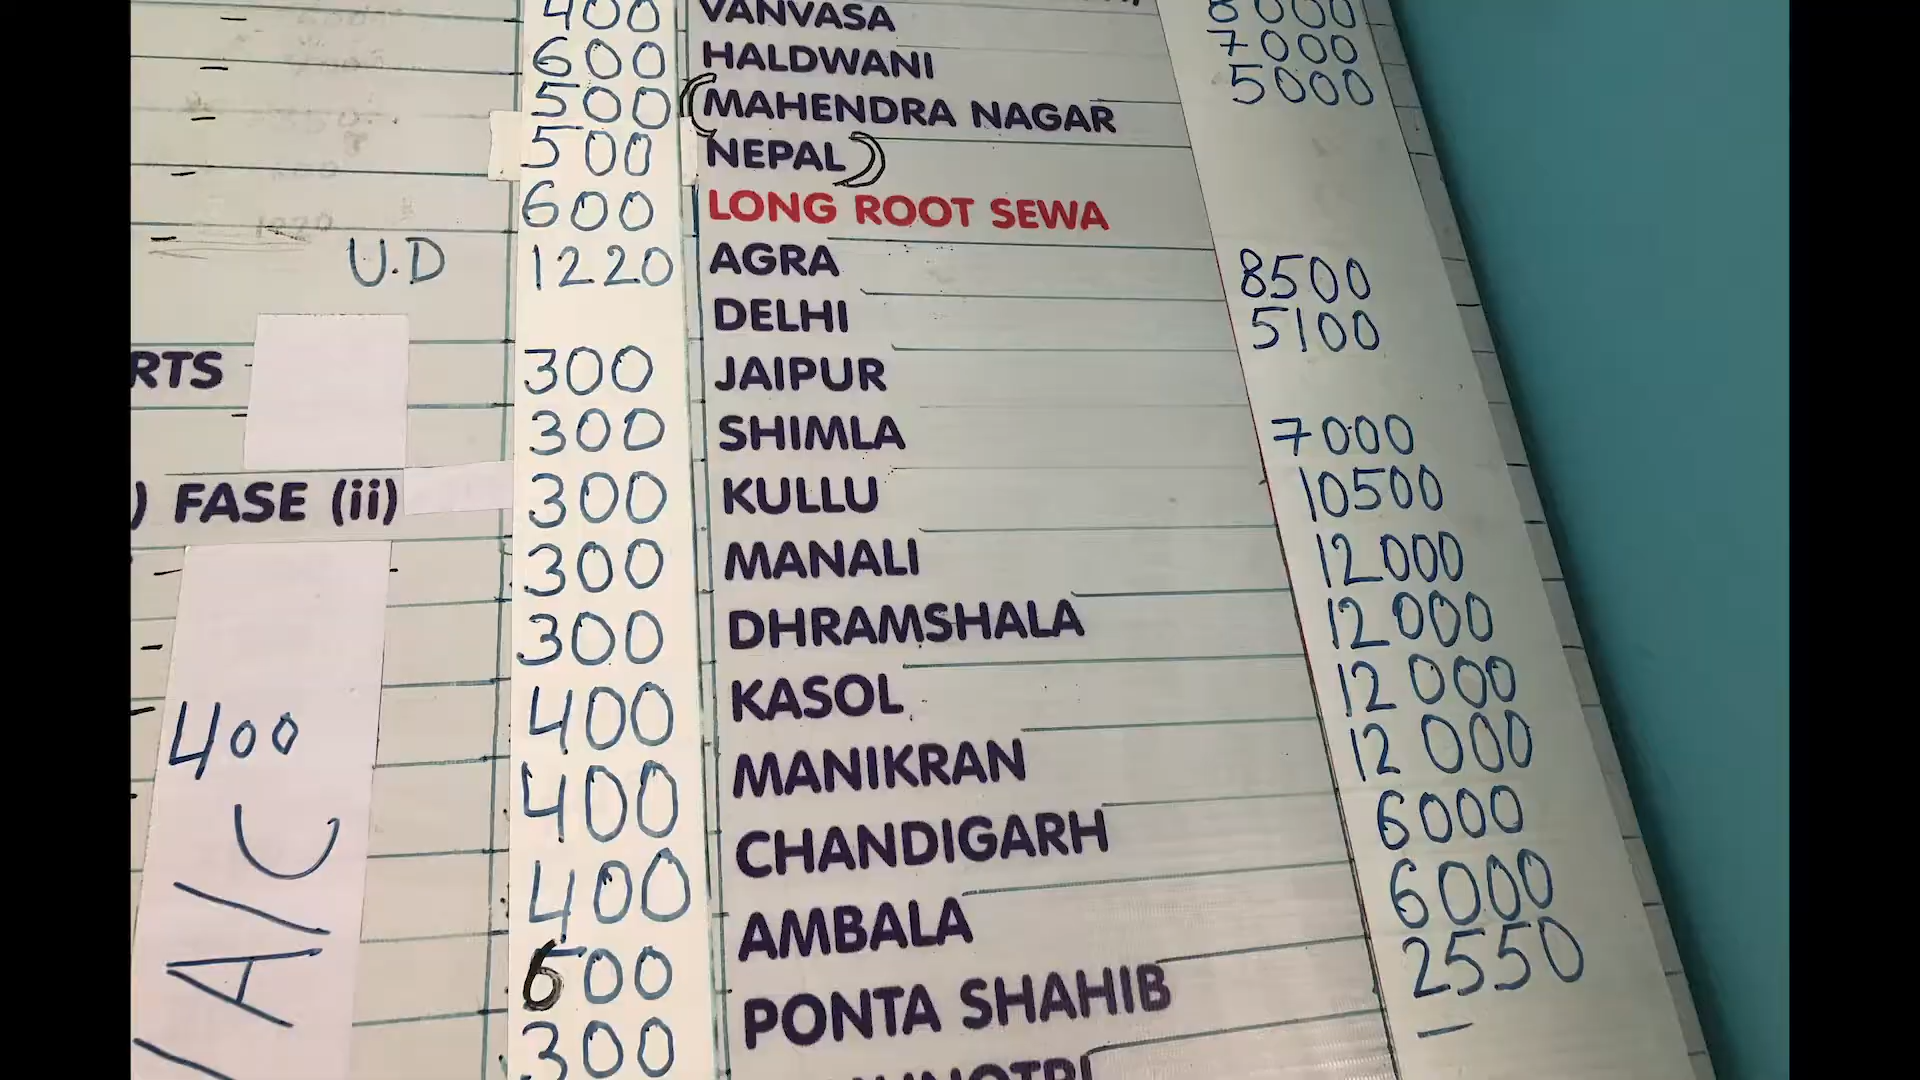 400 VANVASA 8000
600 HALDWANI 7000
500 (MAHENDRA NAGAR 5000
500 NEPAL)
600 LONG ROOT SEWA
U.D 1220 AGRA 8500
DELHI 5100
RTS 300 JAIPUR
300 SHIMLA 7000
) FASE (ii) 300 KULLU 10500
300 MANALI 12000
300 DHRAMSHALA 12000
400 KASOL 12000
400 400 MANIKRAN 12000
A/C 400 CHANDIGARH 6000
600 AMBALA 6000
300 PONTA SHAHIB 2550